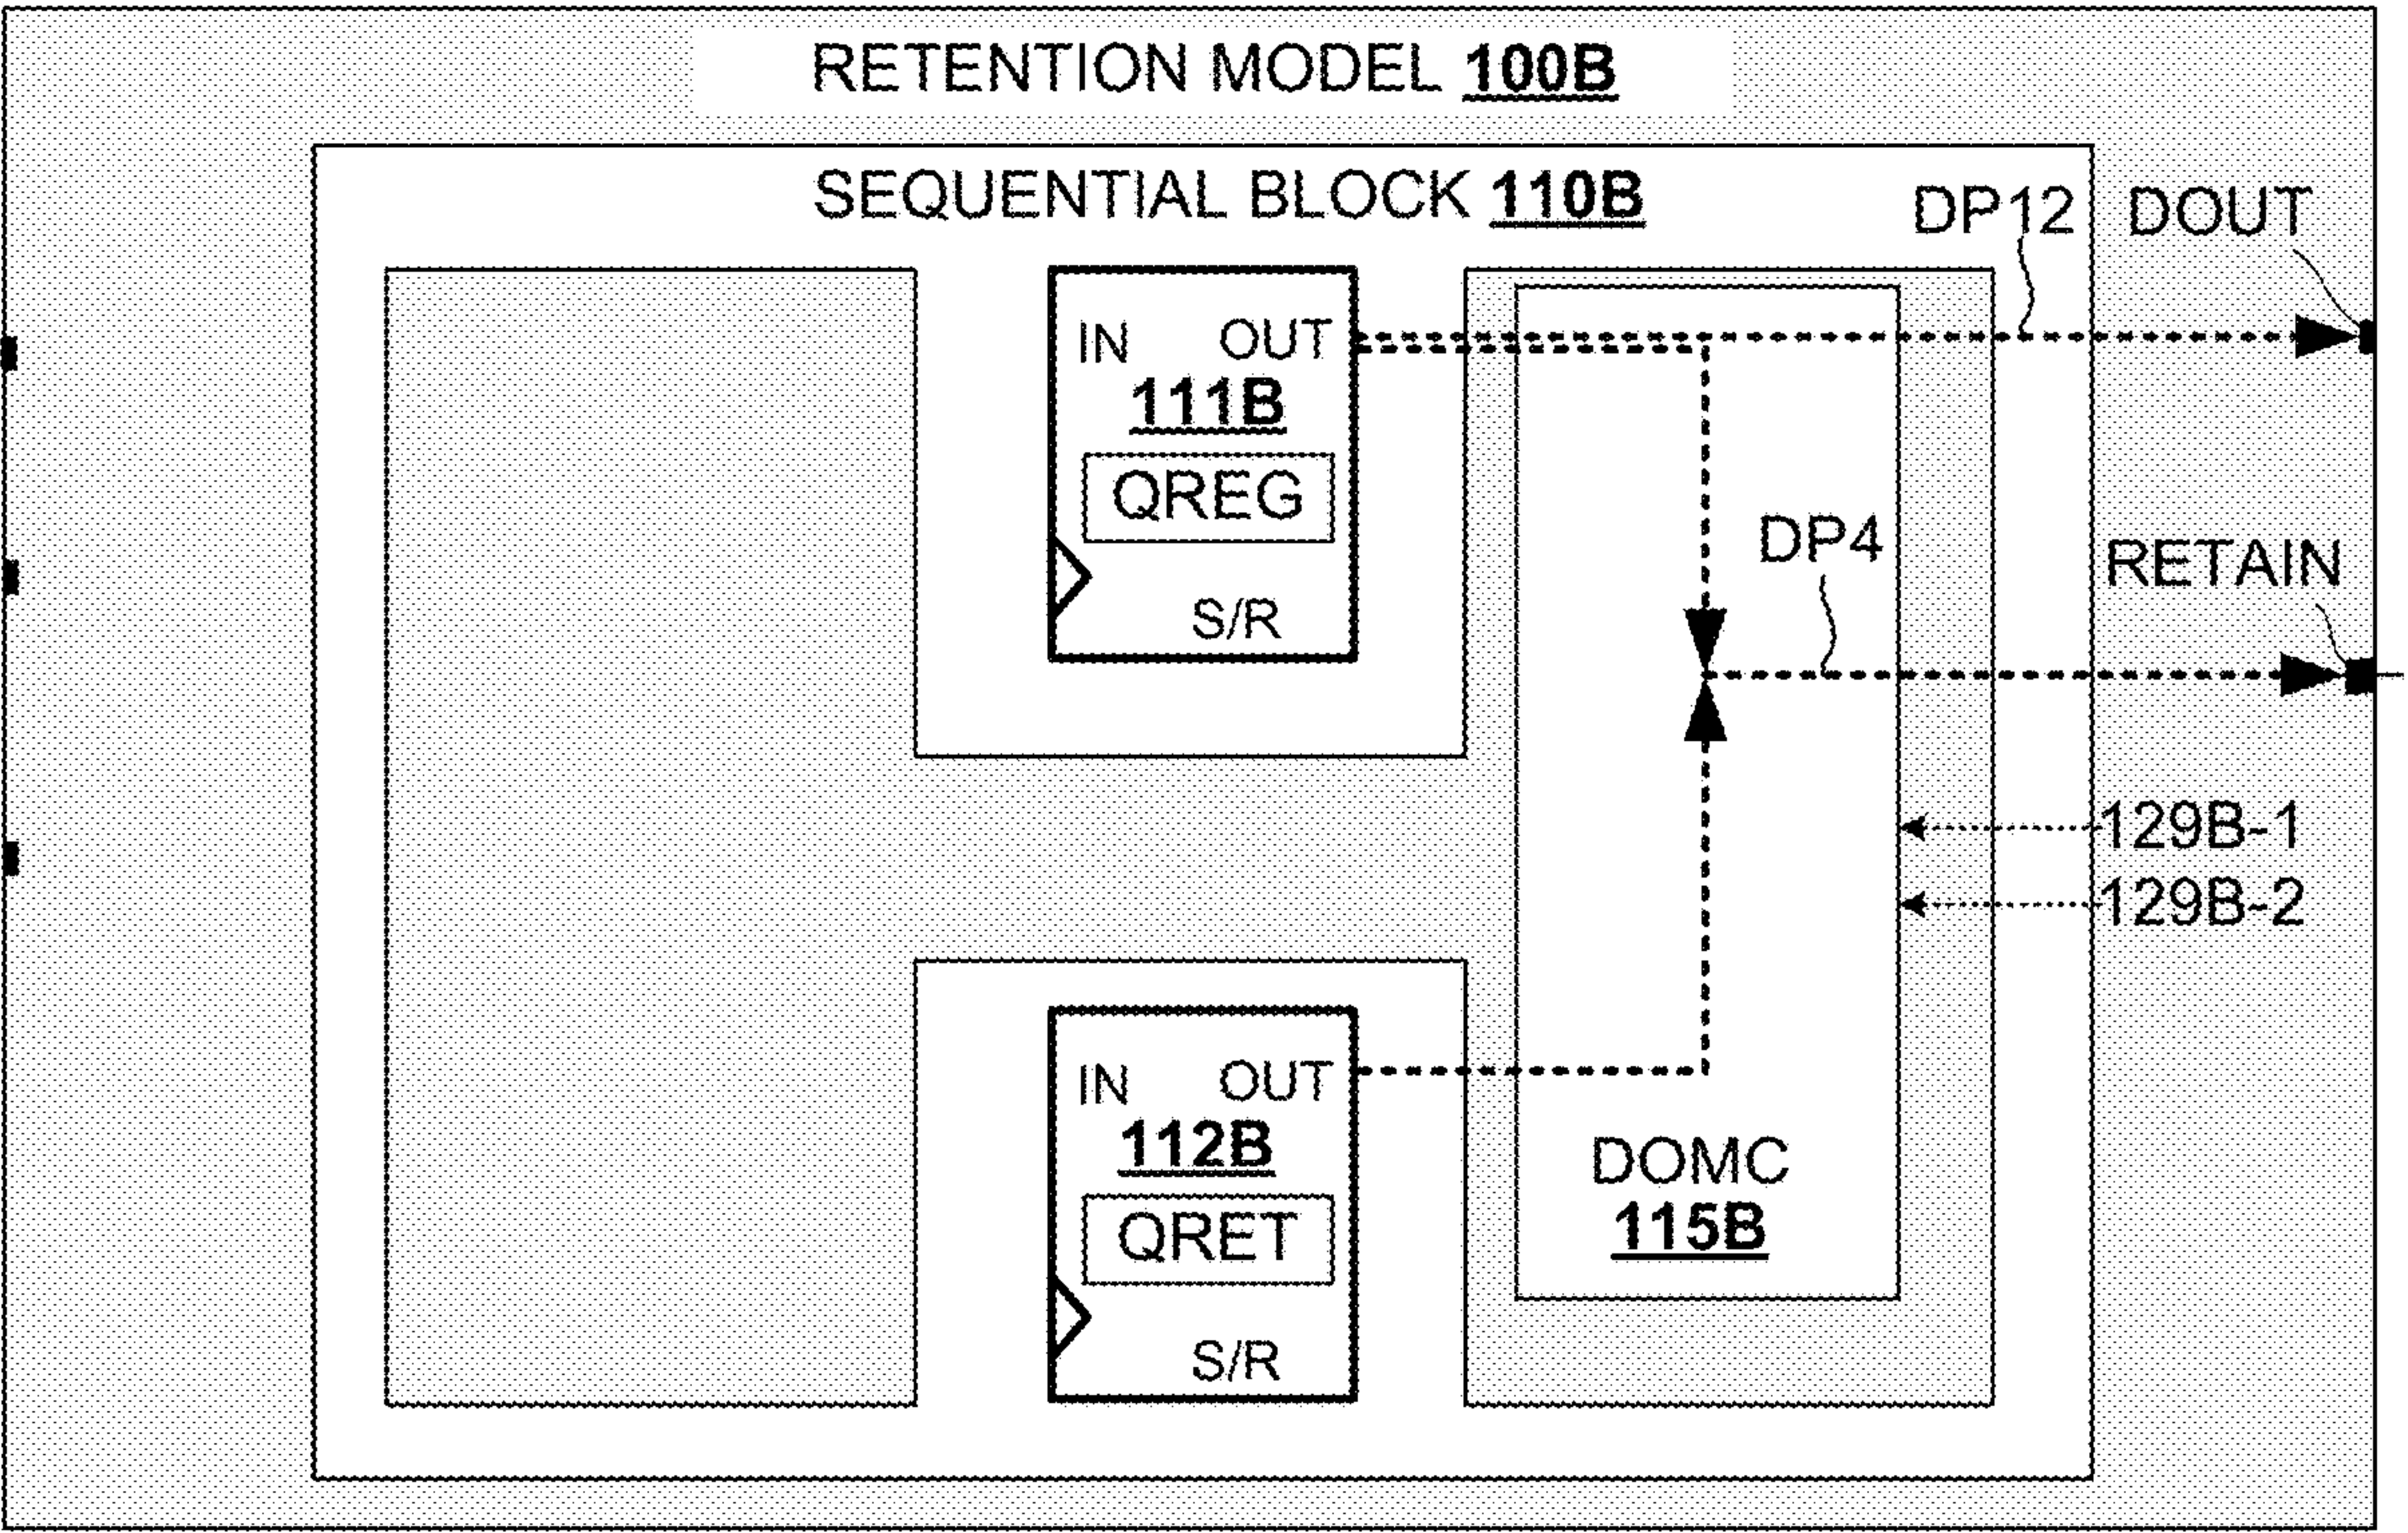 RETENTION MODEL 100B
SEQUENTIAL BLOCK 110B
DP12 DOUT
IN OUT
111B
QREG
S/R
DP4
RETAIN
129B-1
129B-2
IN OUT
112B
QRET
S/R
DOMC
115B